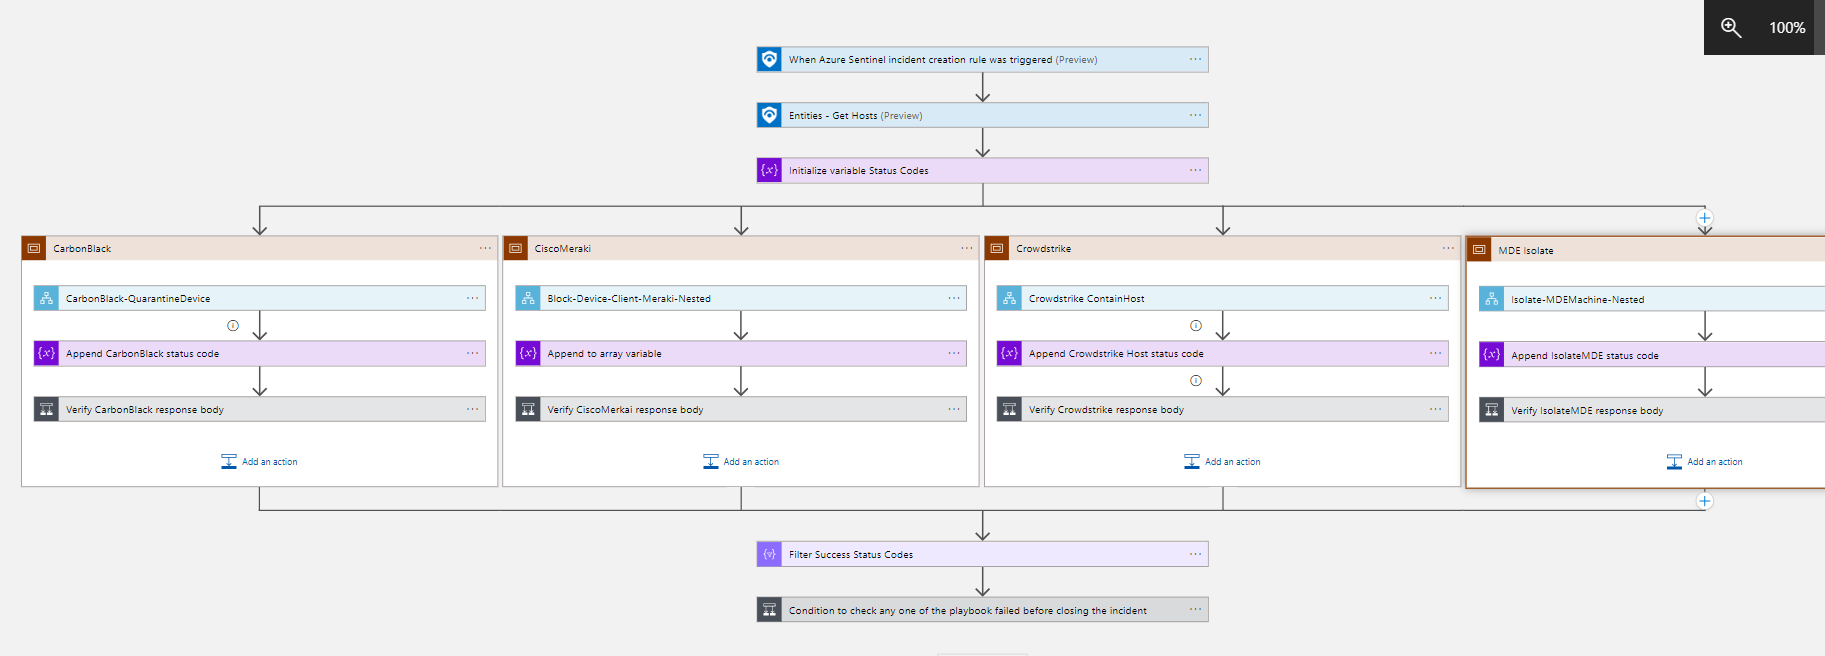 100%
When Azure Sentinel incident creation rule was triggered (Preview)
Entities - Get Hosts (Preview)
{x} Initialize variable Status Codes
CarbonBlack
CarbonBlack-QuarantineDevice
{x} Append CarbonBlack status code
Verify CarbonBlack response body
Add an action
CiscoMeraki
Block-Device-Client-Meraki-Nested
{x} Append to array variable
Verify CiscoMerkai response body
Add an action
Crowdstrike
Crowdstrike ContainHost
{x} Append Crowdstrike Host status code
Verify Crowdstrike response body
Add an action
MDE Isolate
Isolate-MDEMachine-Nested
{x} Append IsolateMDE status code
Verify IsolateMDE response body
Add an action
Filter Success Status Codes
Condition to check any one of the playbook failed before closing the incident